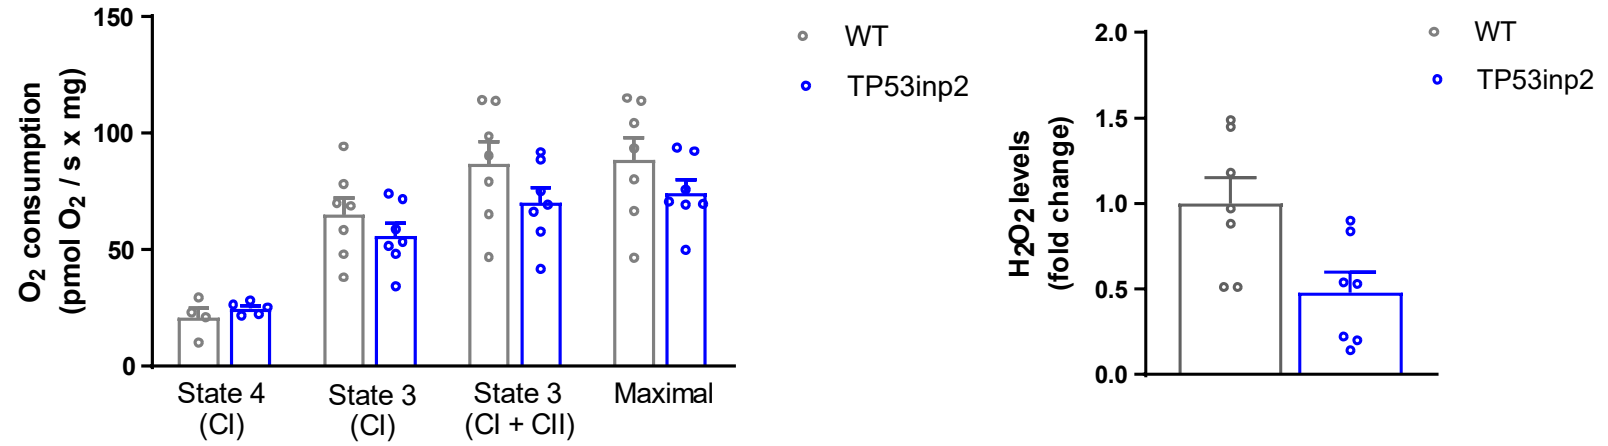 O2 consumption
(pmol O2 / s x mg)
150
100
50
0
State 4
(CI)
State 3
(CI)
State 3
(CI + CII)
Maximal
WT
TP53inp2
H2O2 levels
(fold change)
2.0
1.5
1.0
0.5
0.0
WT
TP53inp2